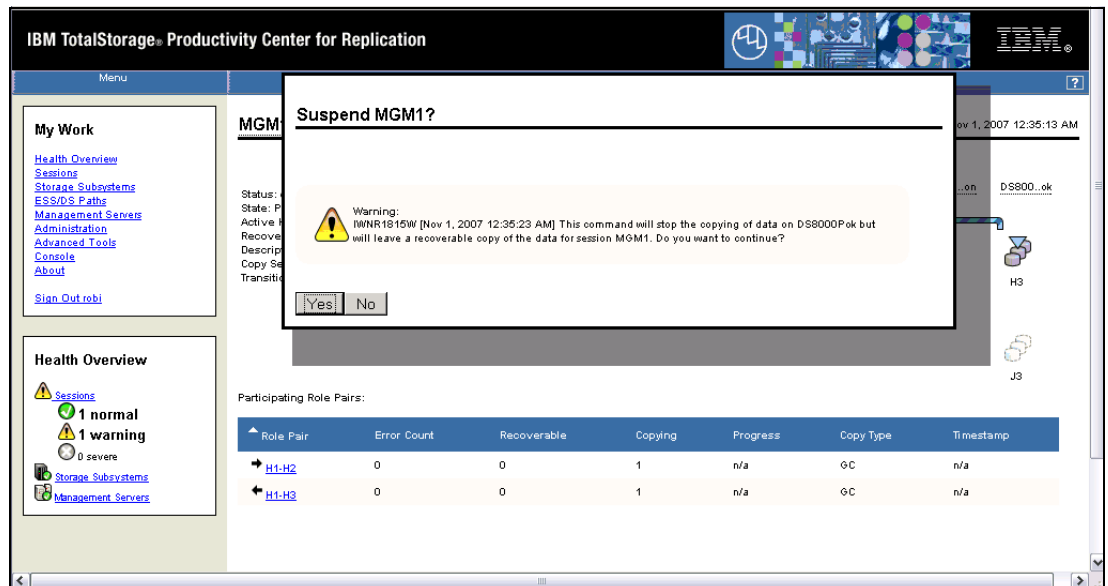 IBM TotalStorage® Productivity Center for Replication
IBM®
Menu
?
My Work
Health Overview
Sessions
Storage Subsystems
ESS/DS Paths
Management Servers
Administration
Advanced Tools
Console
About
Sign Out robi
Health Overview
Sessions
1 normal
1 warning
0 severe
Storage Subsystems
Management Servers
MGM
ov 1, 2007 12:35:13 AM
Suspend MGM1?
Warning:
IWNR1815W [Nov 1, 2007 12:35:23 AM] This command will stop the copying of data on DS8000Pok but
will leave a recoverable copy of the data for session MGM1. Do you want to continue?
Yes No
Status:
State: P
Active H
Recove
Descrip
Copy Se
Transitio
..on DS800..ok
H3
J3
Participating Role Pairs:
Role Pair Error Count Recoverable Copying Progress Copy Type Timestamp
H1-H2 0 0 1 n/a GC n/a
H1-H3 0 0 1 n/a GC n/a